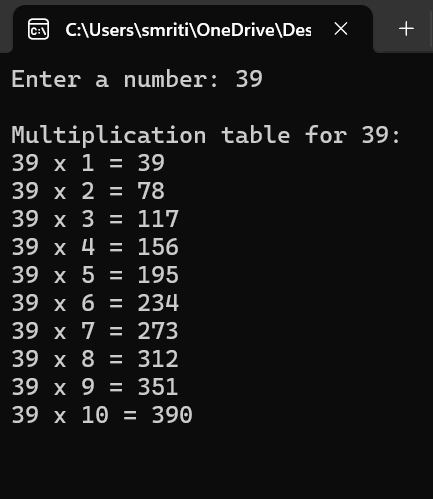 C:\Users\smriti\OneDrive\Des
Enter a number: 39
Multiplication table for 39:
39 x 1 = 39
39 x 2 = 78
39 x 3 = 117
39 x 4 = 156
39 x 5 = 195
39 x 6 = 234
39 x 7 = 273
39 x 8 = 312
39 x 9 = 351
39 x 10 = 390